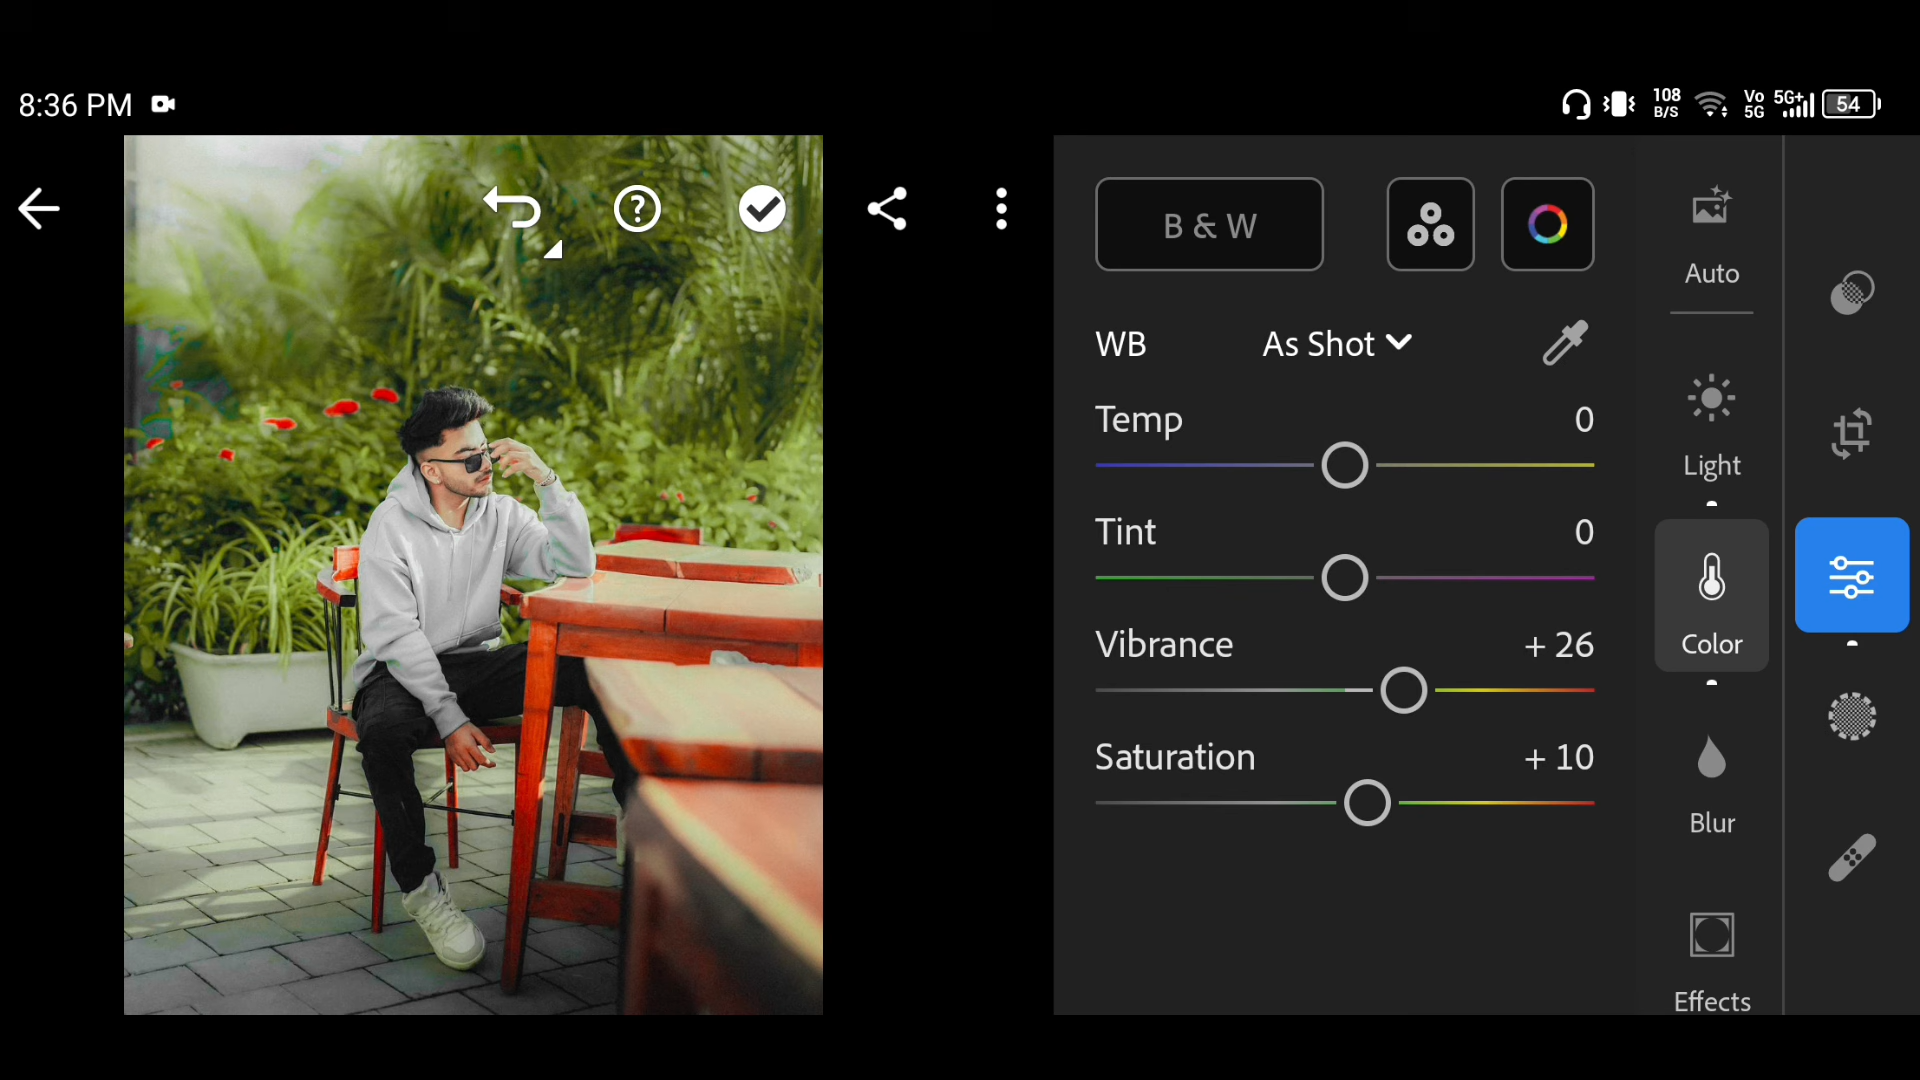 8:36 PM
108
B/S
Vo
5G
5G+
54
B & W
WB
As Shot
Temp
0
Tint
0
Vibrance
+ 26
Saturation
+ 10
Auto
Light
Color
Blur
Effects